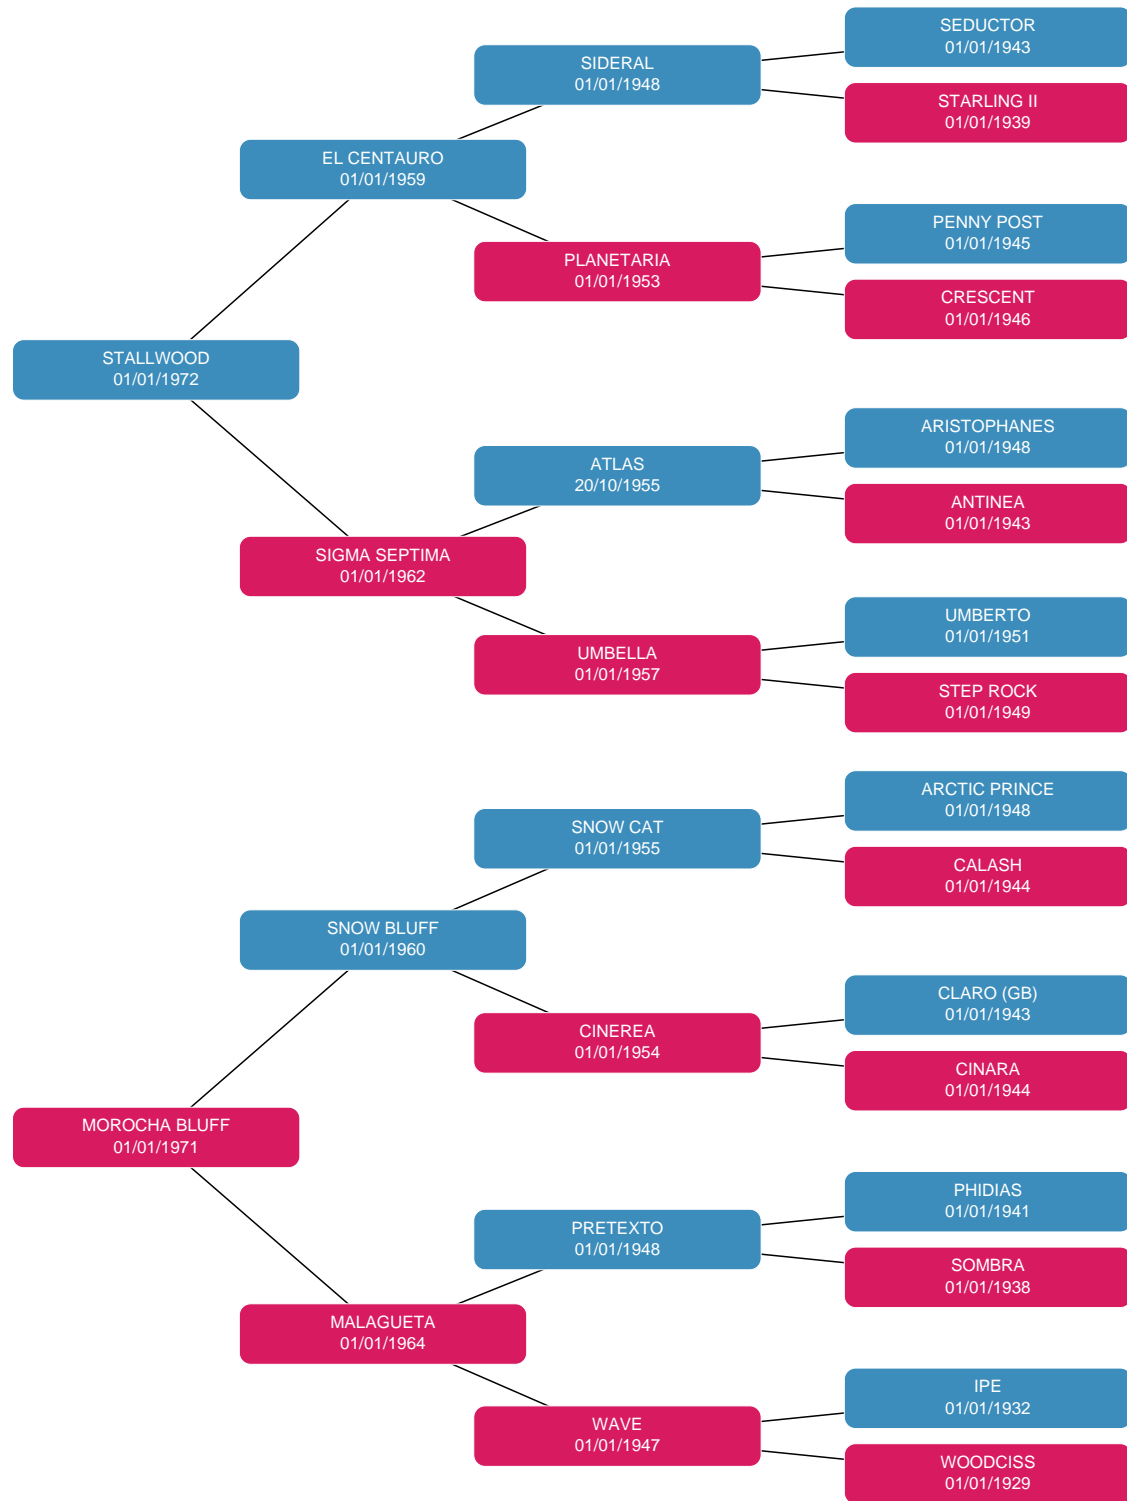 SEDUCTOR
01/01/1943
SIDERAL
01/01/1948
STARLING II
01/01/1939
EL CENTAURO
01/01/1959
PENNY POST
01/01/1945
PLANETARIA
01/01/1953
CRESCENT
01/01/1946
STALLWOOD
01/01/1972
ARISTOPHANES
01/01/1948
ATLAS
20/10/1955
ANTINEA
01/01/1943
SIGMA SEPTIMA
01/01/1962
UMBERTO
01/01/1951
UMBELLA
01/01/1957
STEP ROCK
01/01/1949
ARCTIC PRINCE
01/01/1948
SNOW CAT
01/01/1955
CALASH
01/01/1944
SNOW BLUFF
01/01/1960
CLARO (GB)
01/01/1943
CINEREA
01/01/1954
CINARA
01/01/1944
MOROCHA BLUFF
01/01/1971
PHIDIAS
01/01/1941
PRETEXTO
01/01/1948
SOMBRA
01/01/1938
MALAGUETA
01/01/1964
IPE
01/01/1932
WAVE
01/01/1947
WOODCISS
01/01/1929